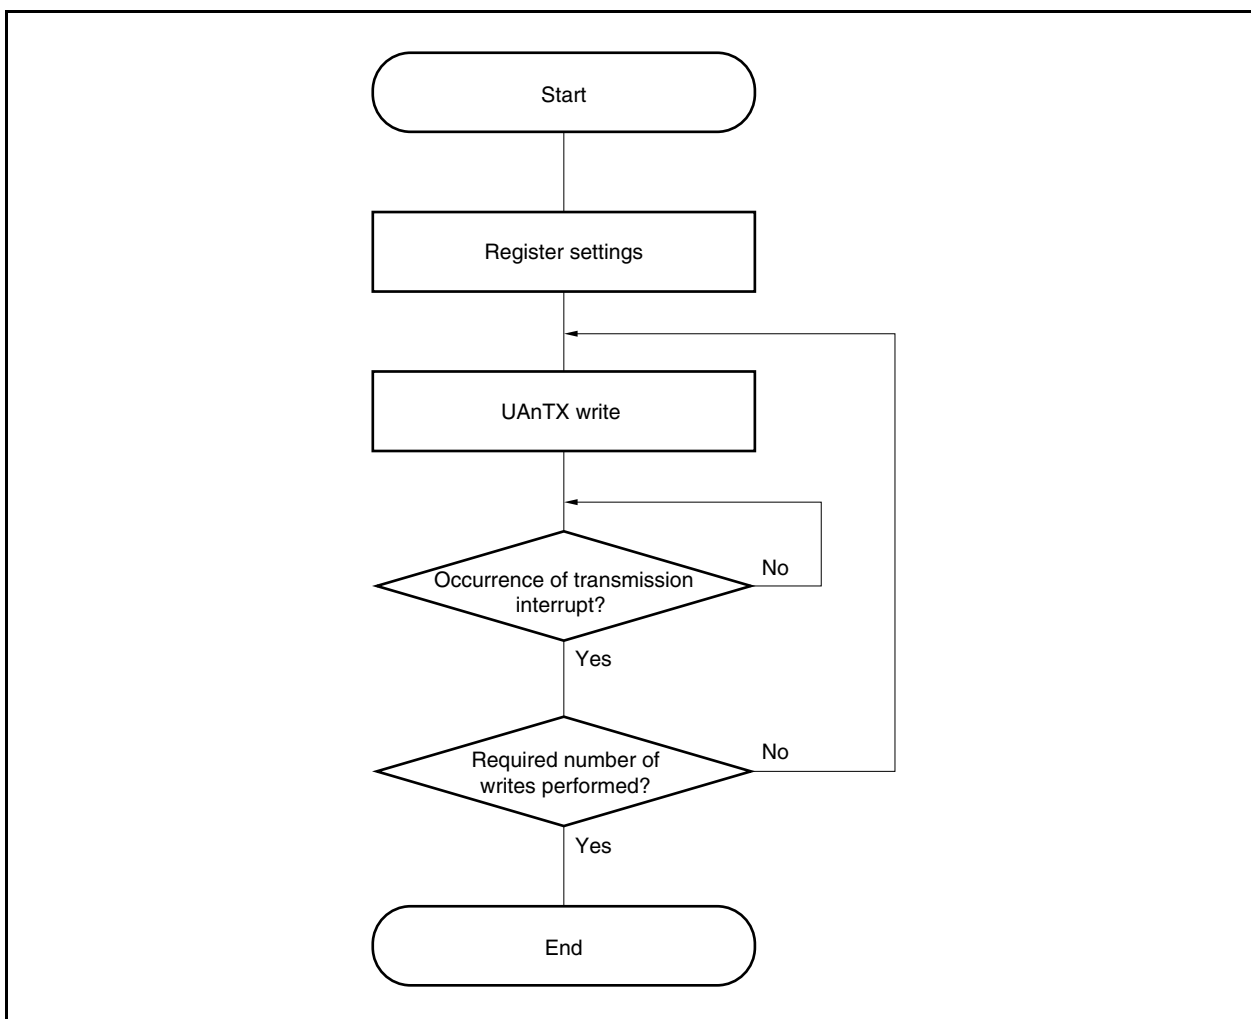 Start
Register settings
UAnTX write
Occurrence of transmission
interrupt?
No
Yes
Required number of
writes performed?
No
Yes
End